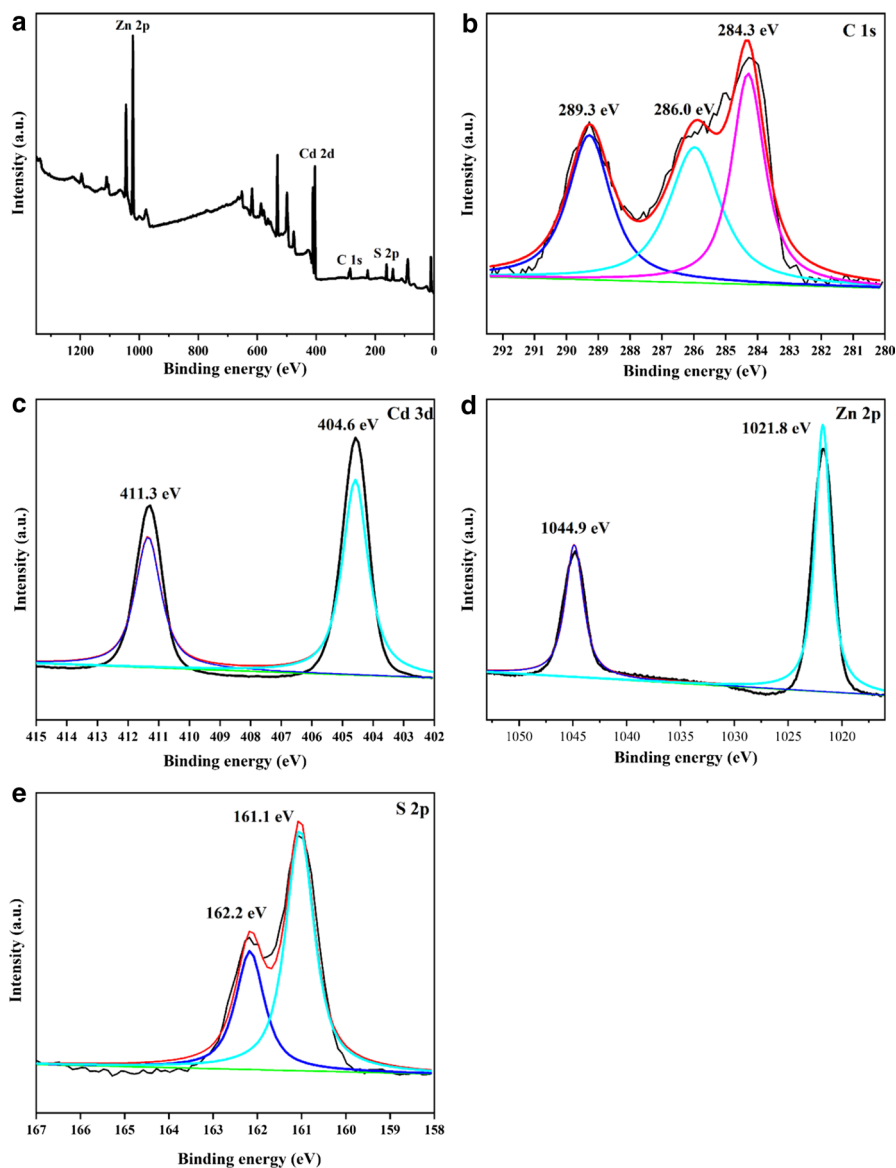 a
Zn 2p
Cd 2d
C 1s
S 2p
Intensity (a.u.)
1200 1000 800 600 400 200 0
Binding energy (eV)
b
C 1s
284.3 eV
289.3 eV
286.0 eV
Intensity (a.u.)
292 291 290 289 288 287 286 285 284 283 282 281 280
Binding energy (eV)
c
Cd 3d
404.6 eV
411.3 eV
Intensity (a.u.)
415 414 413 412 411 410 409 408 407 406 405 404 403 402
Binding energy (eV)
d
Zn 2p
1021.8 eV
1044.9 eV
Intensity (a.u.)
1050 1045 1040 1035 1030 1025 1020
Binding energy (eV)
e
S 2p
161.1 eV
162.2 eV
Intensity (a.u.)
167 166 165 164 163 162 161 160 159 158
Binding energy (eV)